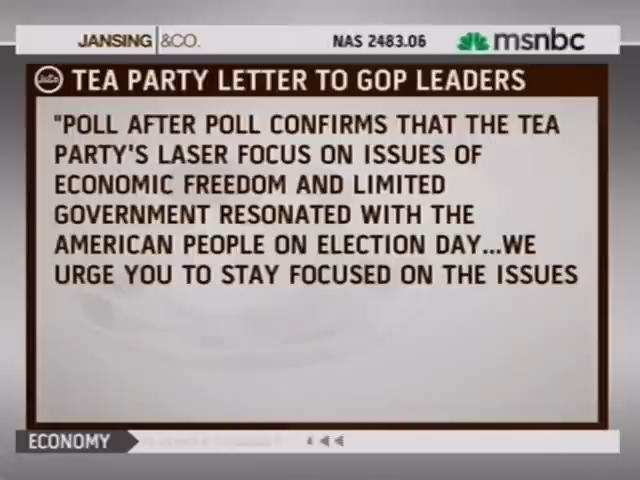 JANSING &CO. NAS 2483.06 msnbc
TEA PARTY LETTER TO GOP LEADERS
"POLL AFTER POLL CONFIRMS THAT THE TEA
PARTY'S LASER FOCUS ON ISSUES OF
ECONOMIC FREEDOM AND LIMITED
GOVERNMENT RESONATED WITH THE
AMERICAN PEOPLE ON ELECTION DAY...WE
URGE YOU TO STAY FOCUSED ON THE ISSUES
ECONOMY